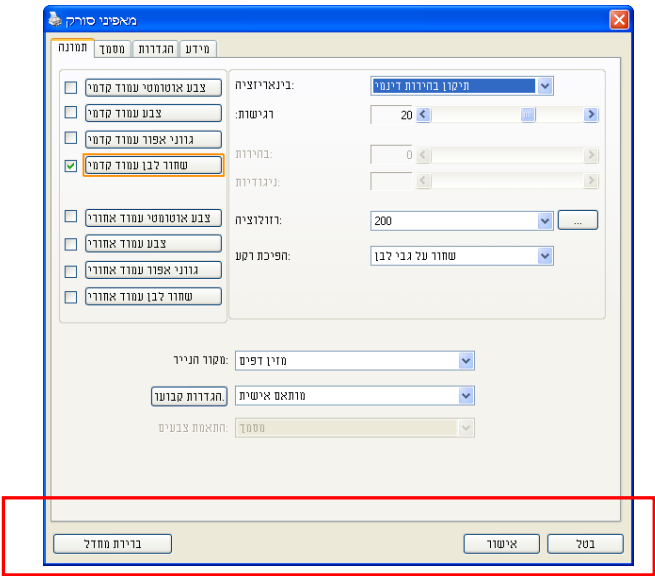 מאפיני סורק
תמונה
מסמך
הגדרות
מידע
צבע אוטומטי עמוד קדמי
צבע עמוד קדמי
גווני אפור עמוד קדמי
שחור לבן עמוד קדמי
צבע אוטומטי עמוד אחורי
צבע עמוד אחורי
גווני אפור עמוד אחורי
שחור לבן עמוד אחורי
בינאריזציה: תיקון בהירות דינמי
רגישות: 20
בהירות: 0
ניגודיות:
רזולוציה: 200 ...
הפיכת רקע: שחור על גבי לבן
מקור הנייר: מזין דפים
הגדרות קבועו. מותאם אישית
התאמת צבעים: מסמך
ברירת מחדל
אישור
בטל